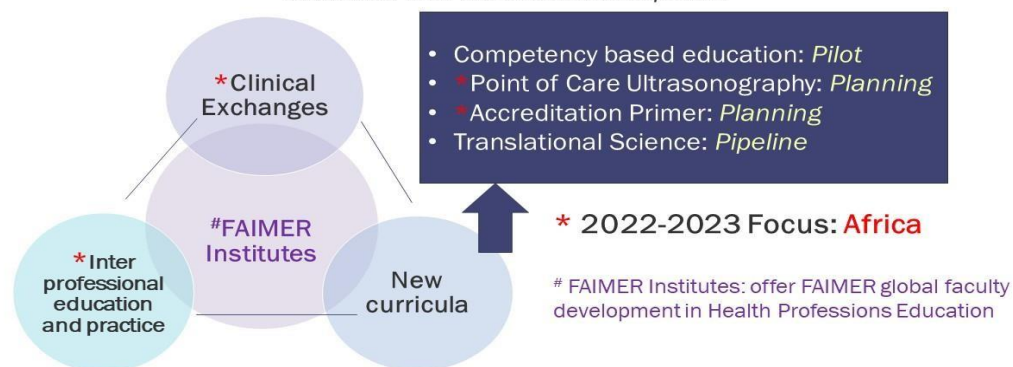 *Clinical
Exchanges
#FAIMER
Institutes
*Inter
professional
education
and practice
New
curricula
• Competency based education: Pilot
• *Point of Care Ultrasonography: Planning
• *Accreditation Primer: Planning
• Translational Science: Pipeline
* 2022-2023 Focus: Africa
# FAIMER Institutes: offer FAIMER global faculty
development in Health Professions Education